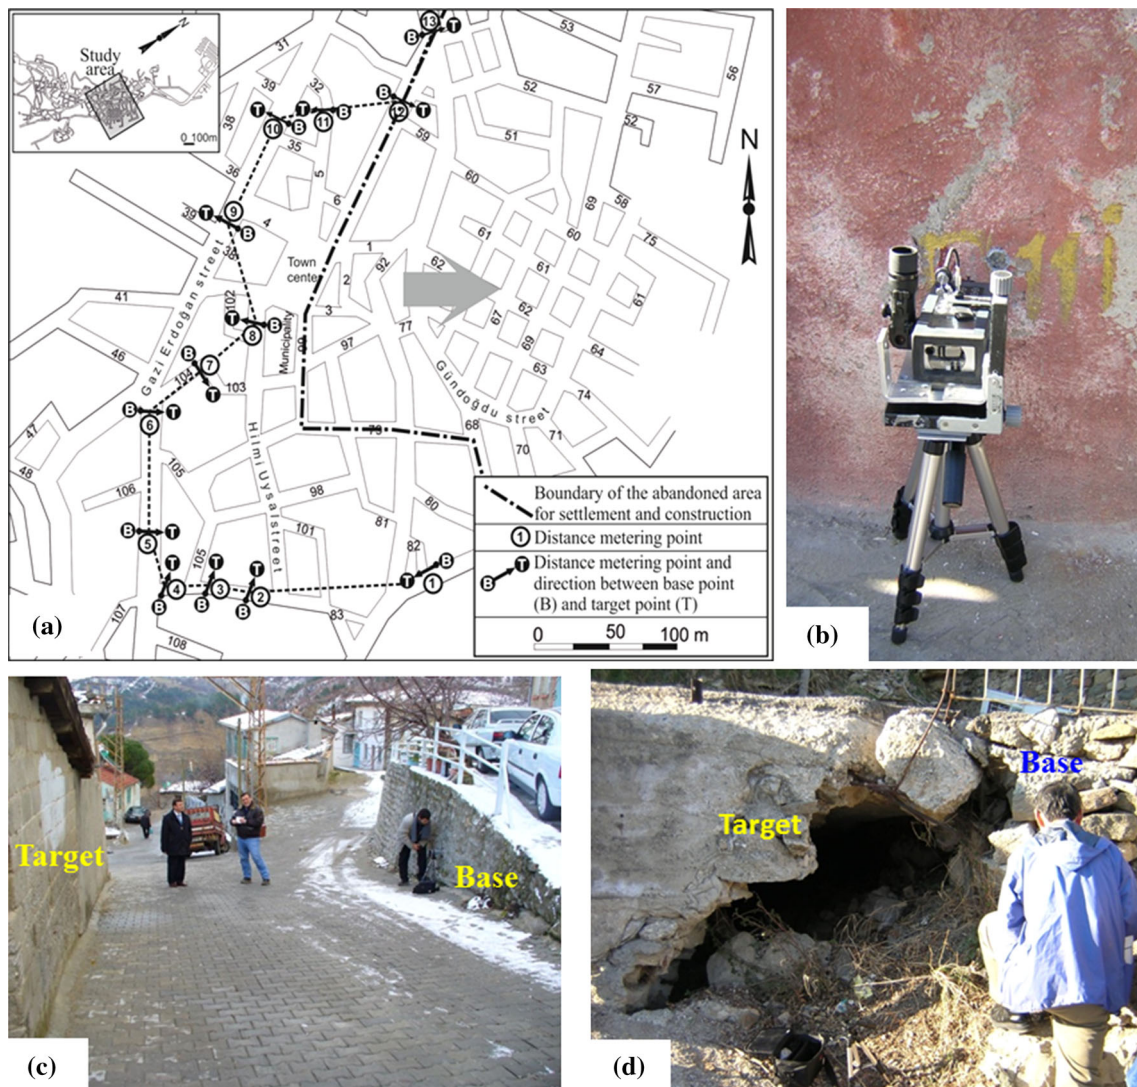 Study
area
N
0 100m
13
B T
31
53
39
32
T T
B
12
T
B
B
11
10
38
35
52
56
57
52
51
59
36
5
60
58
69
N
39
T
9
B
4
6
34
36
1
61
60
75
Town
center
62
92
2
61
62
61
41
102
3
67
69
T B
8
Municipality
99
77
97
64
46
B
7
104
T
103
63
74
Gazi Erdoğan street
Gündoğdu street
B T
6
79
68
70
71
47
48
105
Hilmi Uysal street
98
106
101
81
80
B T
5
82
B
T
1
T
4
B
105
T
3
B
T
2
B
83
107
108
Boundary of the abandoned area
for settlement and construction
1 Distance metering point
T
B
Distance metering point and
direction between base point
(B) and target point (T)
0 50 100 m
(a)
111
(b)
Target
Base
(c)
Base
Target
(d)